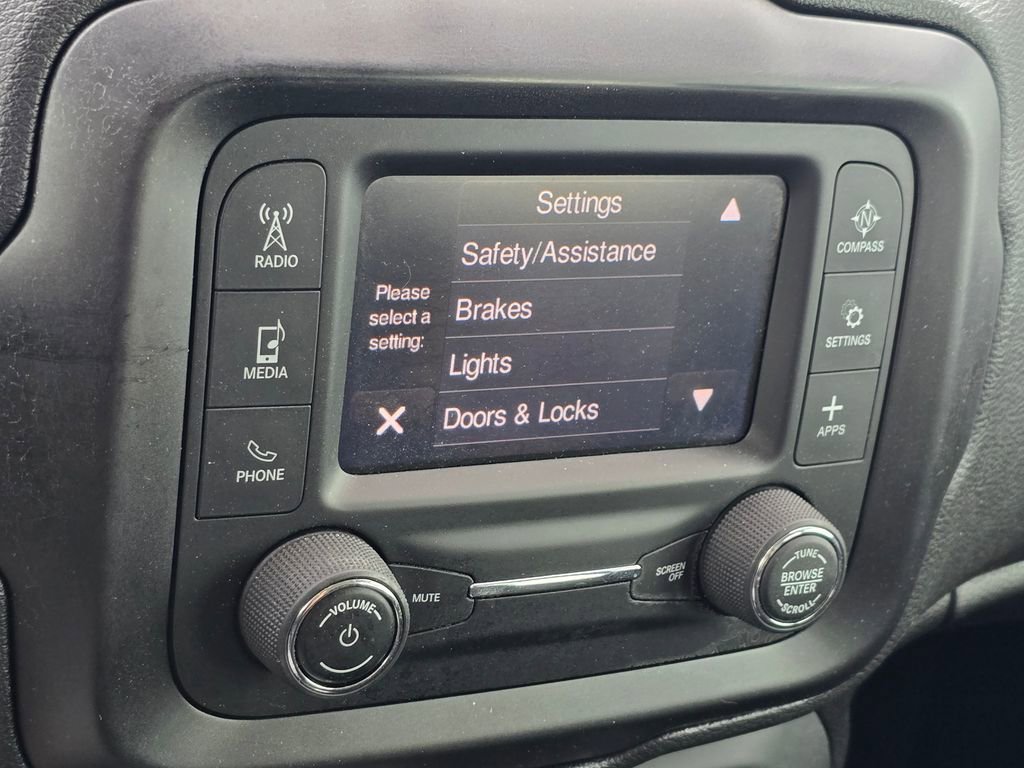 RADIO
MEDIA
PHONE
Settings
Safety/Assistance
Brakes
Lights
Doors & Locks
Please
select a
setting:
N
COMPASS
SETTINGS
APPS
VOLUME
MUTE
SCREEN
OFF
TUNE
BROWSE
ENTER
SCROLL